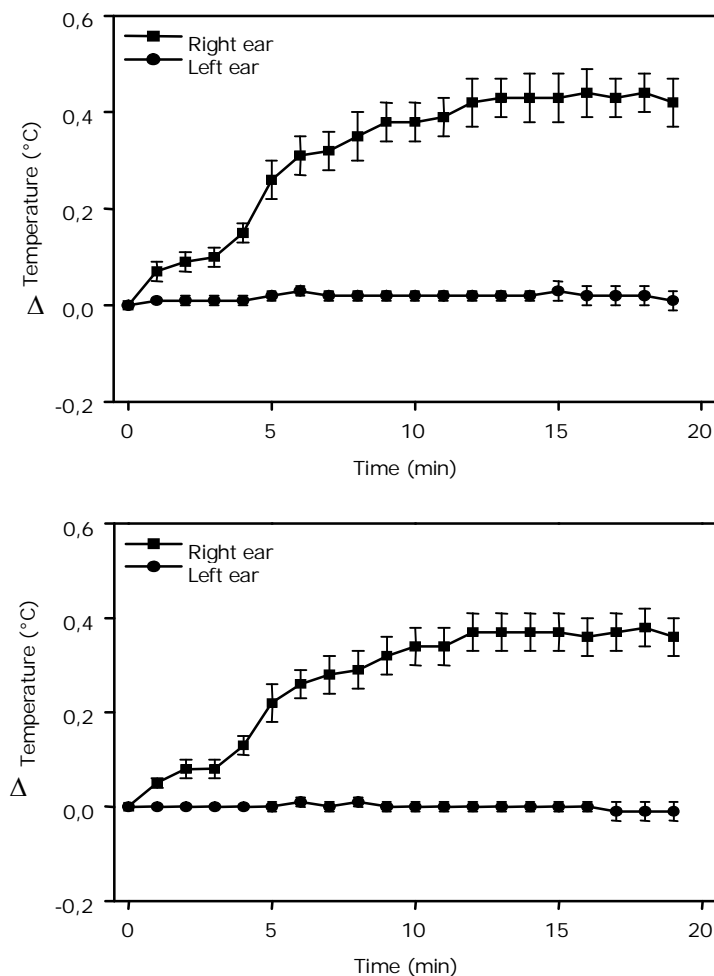 0,6
Right ear
Left ear
0,4
0,2
0,0
-0,2
Δ Temperature (°C)
0 5 10 15 20
Time (min)
0,6
Right ear
Left ear
0,4
0,2
0,0
-0,2
Δ Temperature (°C)
0 5 10 15 20
Time (min)